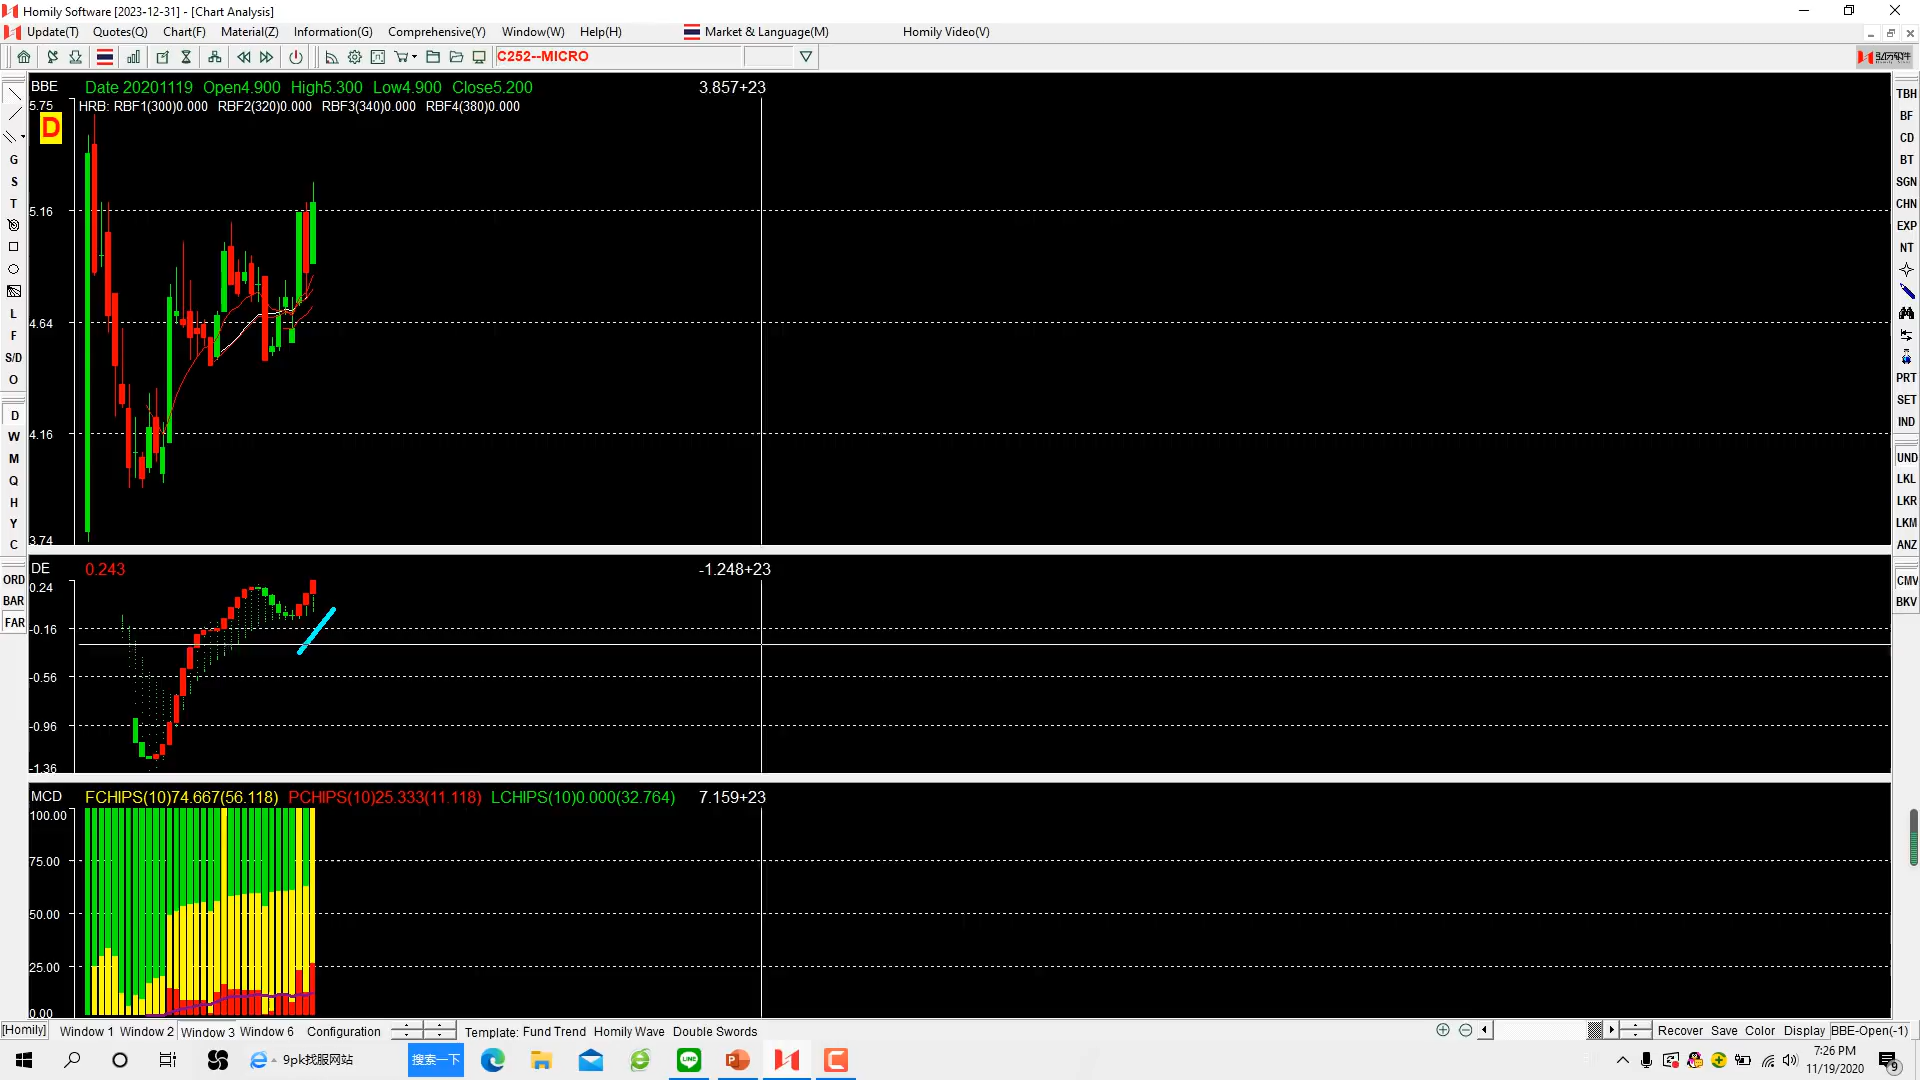 Homily Software [2023-12-31] - [Chart Analysis]
Update(T) Quotes(Q) Chart(F) Material(Z) Information(G) Comprehensive(Y) Window(W) Help(H) Market & Language(M) Homily Video(V)
C252--MICRO
BBE Date 20201119 Open4.900 High5.300 Low4.900 Close5.200 3.857+23
5.75 HRB: RBF1(300)0.000 RBF2(320)0.000 RBF3(340)0.000 RBF4(380)0.000
D
5.16
4.64
4.16
3.74
DE 0.243 -1.248+23
0.24
-0.16
-0.56
-0.96
-1.36
MCD FCHIPS(10)74.667(56.118) PCHIPS(10)25.333(11.118) LCHIPS(10)0.000(32.764) 7.159+23
100.00
75.00
50.00
25.00
0.00
G
S
T
L
F
S/D
O
D
W
M
Q
H
Y
C
ORD
BAR
FAR
TBH
BF
CD
BT
SGN
CHN
EXP
NT
PRT
SET
IND
UND
LKL
LKR
LKM
ANZ
CMV
BKV
[Homily] Window 1 Window 2 Window 3 Window 6 Configuration Template: Fund Trend Homily Wave Double Swords Recover Save Color Display BBE-Open(-1)
9pk找服网站 搜索一下
LINE
7:26 PM
11/19/2020
9